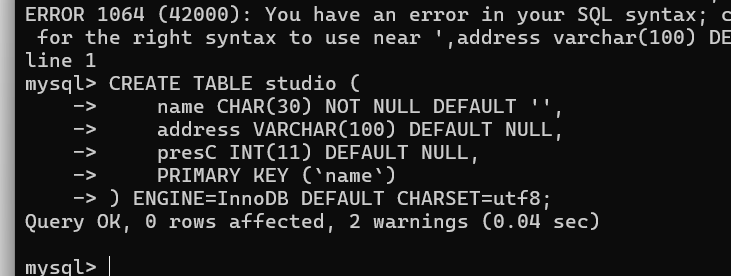 ERROR 1064 (42000): You have an error in your SQL syntax; c
for the right syntax to use near ',address varchar(100) DE
line 1
mysql> CREATE TABLE studio (
    ->     name CHAR(30) NOT NULL DEFAULT '',
    ->     address VARCHAR(100) DEFAULT NULL,
    ->     presC INT(11) DEFAULT NULL,
    ->     PRIMARY KEY (`name`)
    -> ) ENGINE=InnoDB DEFAULT CHARSET=utf8;
Query OK, 0 rows affected, 2 warnings (0.04 sec)
mysql>